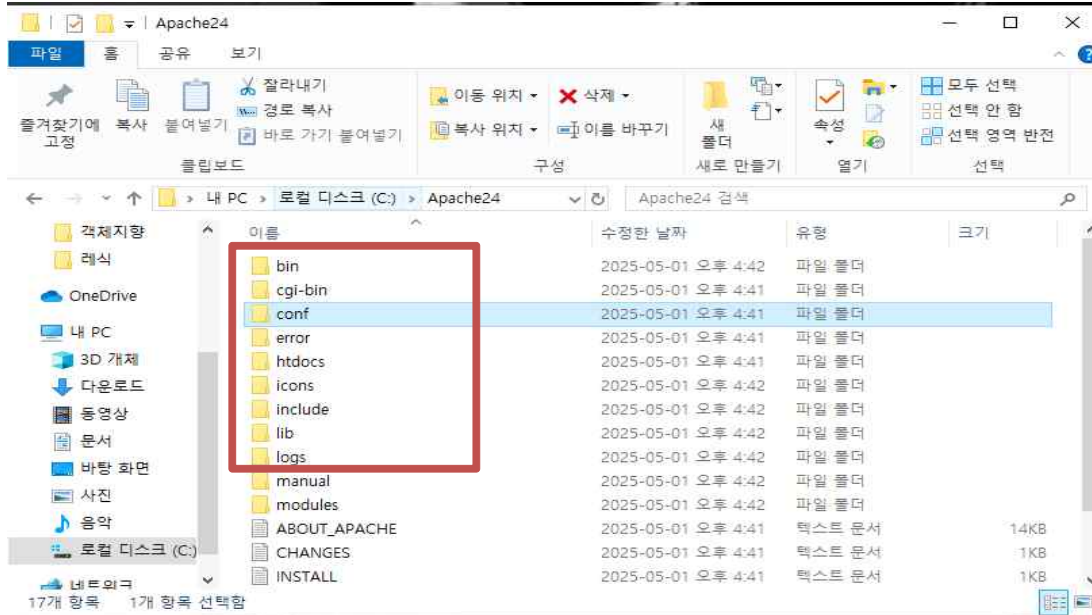 Apache24
파일 홈 공유 보기
즐겨찾기에 고정
복사
붙여넣기
잘라내기
경로 복사
바로 가기 붙여넣기
클립보드
이동 위치
복사 위치
삭제
이름 바꾸기
구성
새 폴더
새로 만들기
속성
열기
모두 선택
선택 안 함
선택 영역 반전
선택
내 PC > 로컬 디스크 (C:) > Apache24
Apache24 검색
객체지향
레식
OneDrive
내 PC
3D 개체
다운로드
동영상
문서
바탕 화면
사진
음악
로컬 디스크 (C:)
네트워크
이름 수정한 날짜 유형 크기
bin 2025-05-01 오후 4:42 파일 폴더
cgi-bin 2025-05-01 오후 4:41 파일 폴더
conf 2025-05-01 오후 4:41 파일 폴더
error 2025-05-01 오후 4:41 파일 폴더
htdocs 2025-05-01 오후 4:41 파일 폴더
icons 2025-05-01 오후 4:42 파일 폴더
include 2025-05-01 오후 4:42 파일 폴더
lib 2025-05-01 오후 4:42 파일 폴더
logs 2025-05-01 오후 4:42 파일 폴더
manual 2025-05-01 오후 4:42 파일 폴더
modules 2025-05-01 오후 4:42 파일 폴더
ABOUT_APACHE 2025-05-01 오후 4:41 텍스트 문서 14KB
CHANGES 2025-05-01 오후 4:41 텍스트 문서 1KB
INSTALL 2025-05-01 오후 4:41 텍스트 문서 1KB
17개 항목 1개 항목 선택함